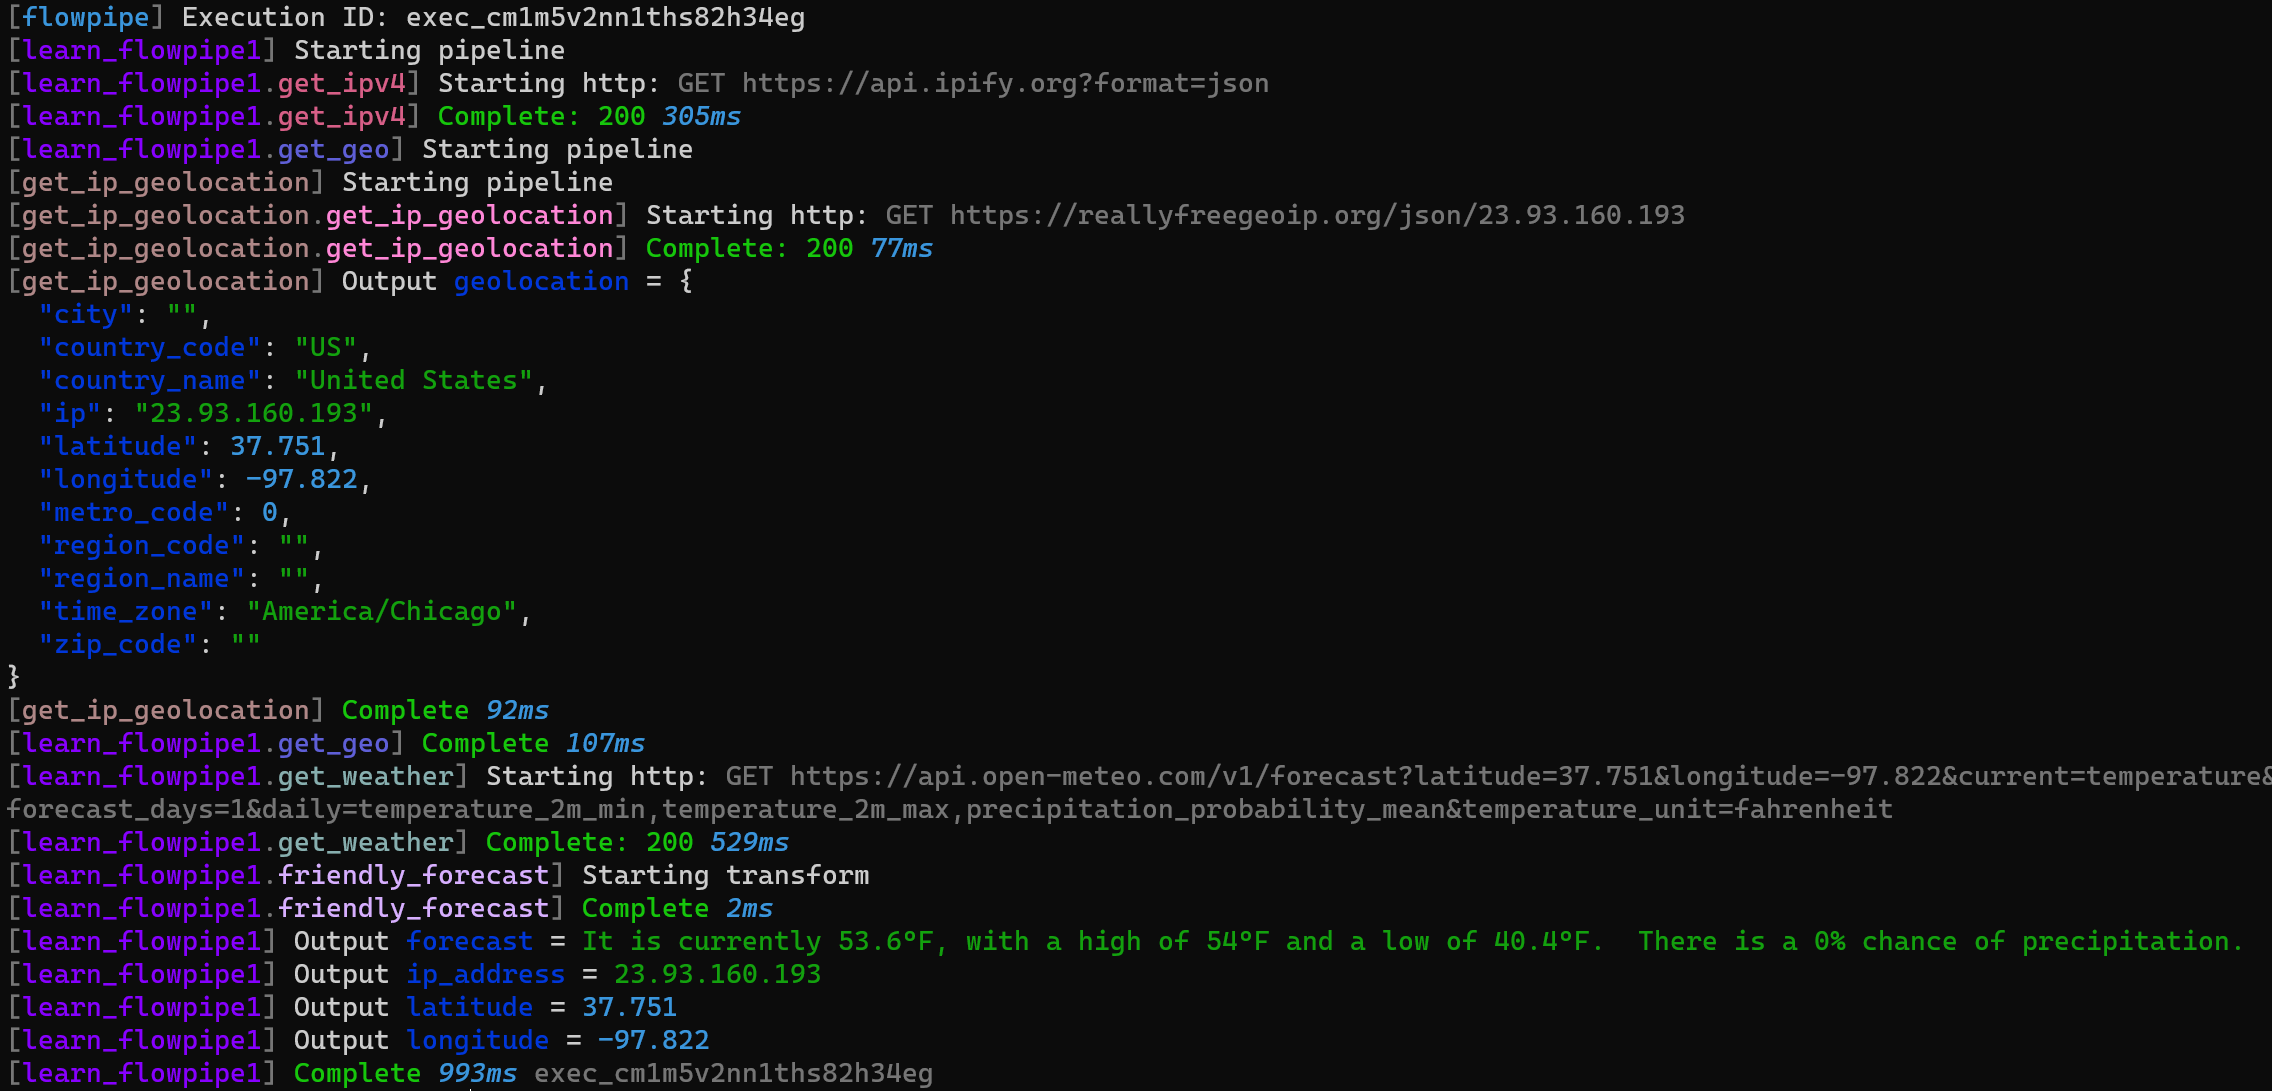 [flowpipe] Execution ID: exec_cm1m5v2nn1ths82h34eg
[learn_flowpipe1] Starting pipeline
[learn_flowpipe1.get_ipv4] Starting http: GET https://api.ipify.org?format=json
[learn_flowpipe1.get_ipv4] Complete: 200 305ms
[learn_flowpipe1.get_geo] Starting pipeline
[get_ip_geolocation] Starting pipeline
[get_ip_geolocation.get_ip_geolocation] Starting http: GET https://reallyfreegeoip.org/json/23.93.160.193
[get_ip_geolocation.get_ip_geolocation] Complete: 200 77ms
[get_ip_geolocation] Output geolocation = {
  "city": "",
  "country_code": "US",
  "country_name": "United States",
  "ip": "23.93.160.193",
  "latitude": 37.751,
  "longitude": -97.822,
  "metro_code": 0,
  "region_code": "",
  "region_name": "",
  "time_zone": "America/Chicago",
  "zip_code": ""
}
[get_ip_geolocation] Complete 92ms
[learn_flowpipe1.get_geo] Complete 107ms
[learn_flowpipe1.get_weather] Starting http: GET https://api.open-meteo.com/v1/forecast?latitude=37.751&longitude=-97.822&current=temperature&
forecast_days=1&daily=temperature_2m_min,temperature_2m_max,precipitation_probability_mean&temperature_unit=fahrenheit
[learn_flowpipe1.get_weather] Complete: 200 529ms
[learn_flowpipe1.friendly_forecast] Starting transform
[learn_flowpipe1.friendly_forecast] Complete 2ms
[learn_flowpipe1] Output forecast = It is currently 53.6ºF, with a high of 54ºF and a low of 40.4ºF.  There is a 0% chance of precipitation.
[learn_flowpipe1] Output ip_address = 23.93.160.193
[learn_flowpipe1] Output latitude = 37.751
[learn_flowpipe1] Output longitude = -97.822
[learn_flowpipe1] Complete 993ms exec_cm1m5v2nn1ths82h34eg